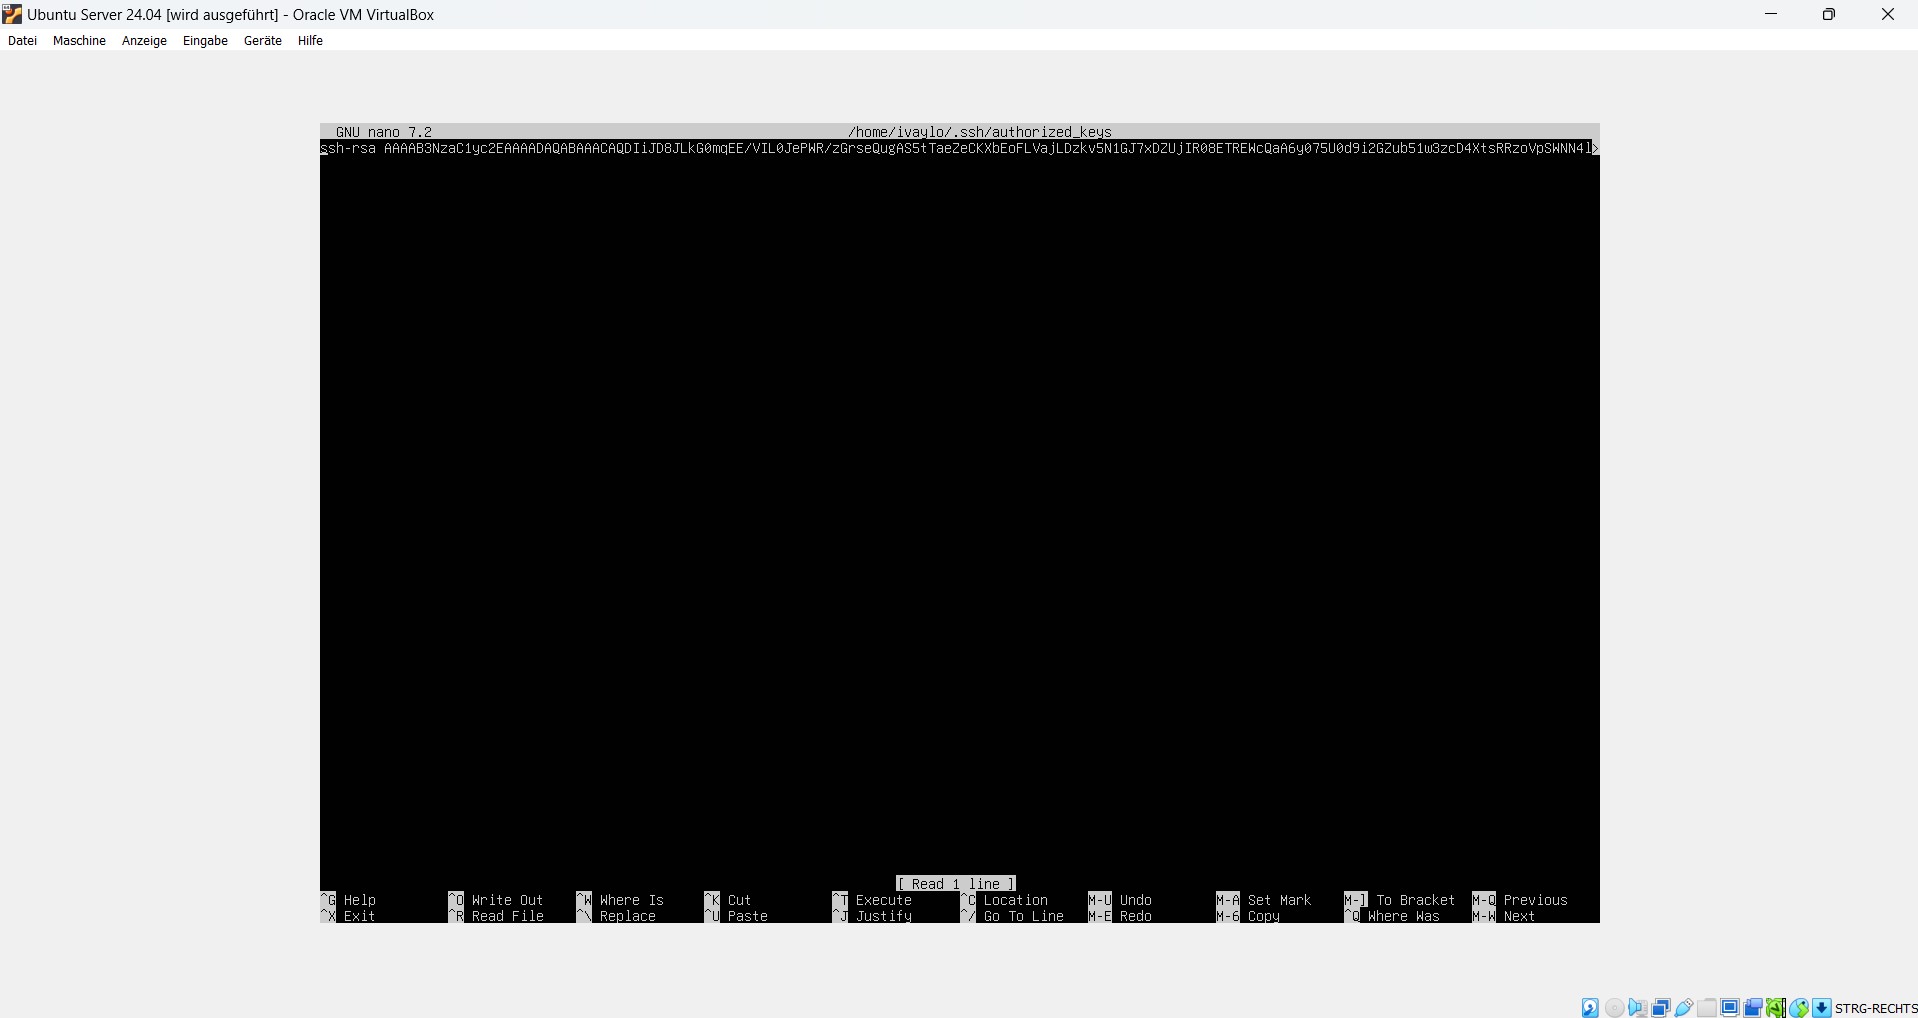 Ubuntu Server 24.04 [wird ausgeführt] - Oracle VM VirtualBox
Datei Maschine Anzeige Eingabe Geräte Hilfe
GNU nano 7.2 /home/ivaylo/.ssh/authorized_keys
ssh-rsa AAAAB3NzaC1yc2EAAAADAQABAAACAQDIiJD8JLkG0mqEE/VIL0JePWR/zGrseQugAS5tTaeZeCKXbEoFLVajLDzkv5N1GJ7xDZUjIR08ETREWcQaA6y075U0d9i2GZub51w3zcD4XtsRRzoVpSWNN4l>
[ Read 1 line ]
^G Help ^O Write Out ^W Where Is ^K Cut ^T Execute ^C Location M-U Undo M-A Set Mark M-] To Bracket M-Q Previous
^X Exit ^R Read File ^\ Replace ^U Paste ^J Justify ^/ Go To Line M-E Redo M-6 Copy ^Q Where Was M-W Next
STRG-RECHTS